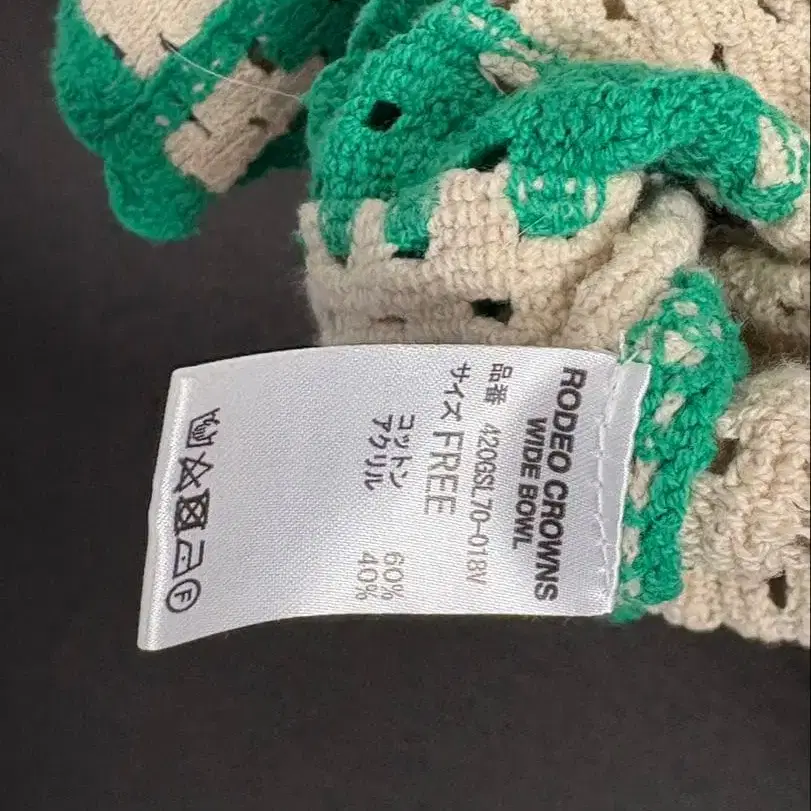 RODEO CROWNS
WIDE BOWL
品番 420GSL70-018V
サイズ FREE
コットン 60%
アクリル 40%
F